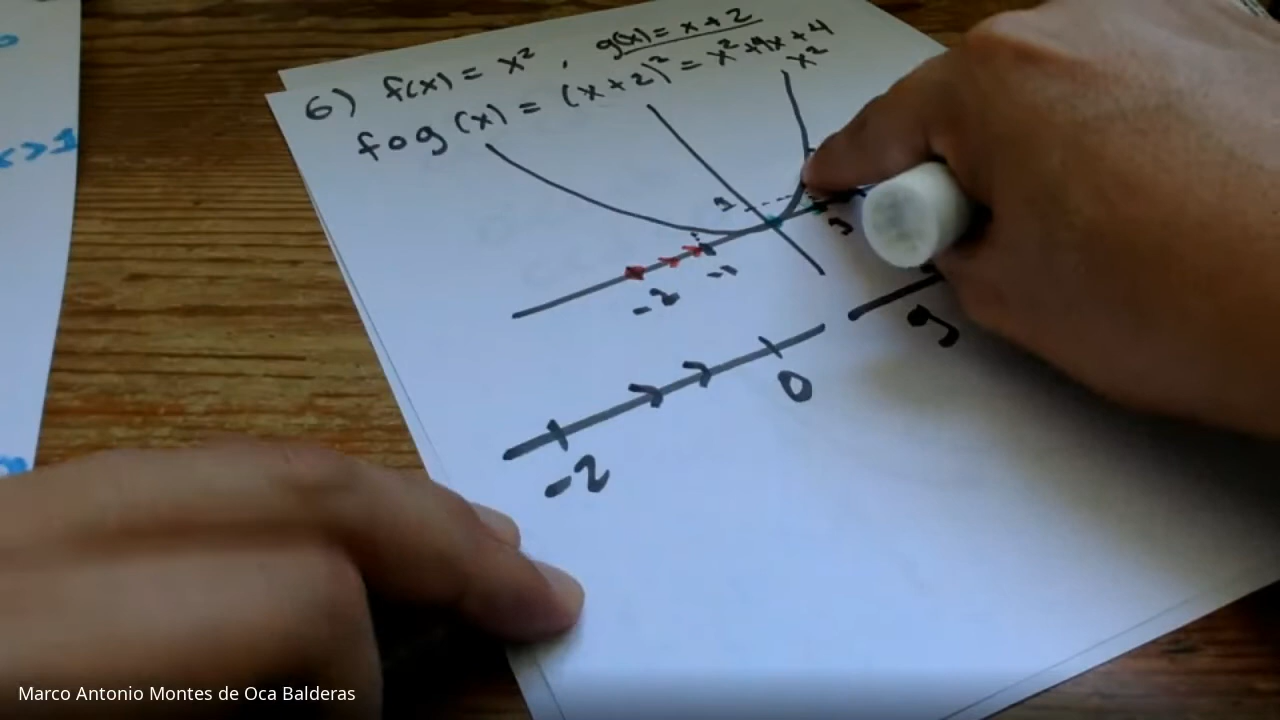 6) f(x) = x² , g(x) = x + 2
fog (x) = (x + 2)² = x² + 4x + 4
x²
1
-1
-2
g
0
-2
Marco Antonio Montes de Oca Balderas